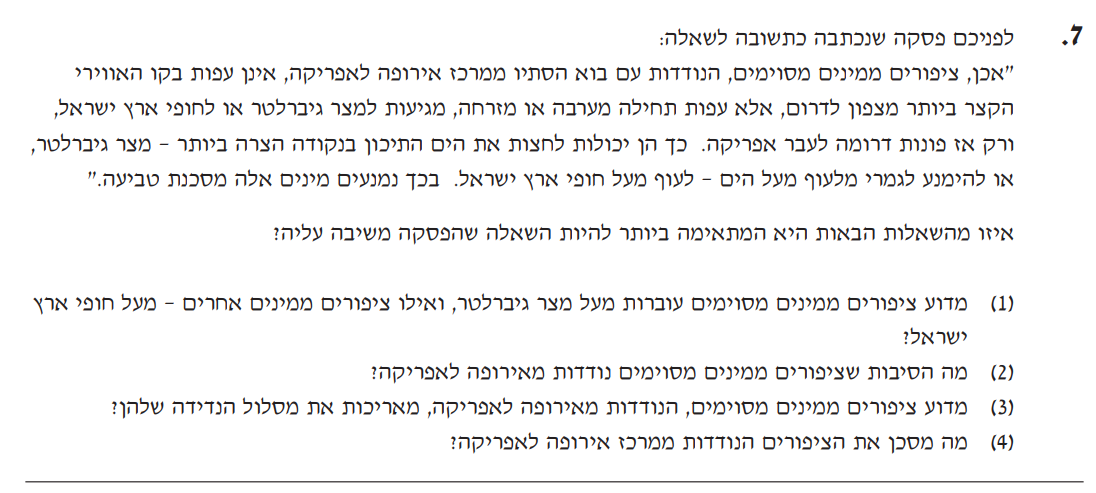 7. לפניכם פסקה שנכתבה כתשובה לשאלה:
"אכן, ציפורים ממינים מסוימים, הנודדות עם בוא הסתיו ממרכז אירופה לאפריקה, אינן עפות בקו האווירי
הקצר ביותר מצפון לדרום, אלא עפות תחילה מערבה או מזרחה, מגיעות למצר גיברלטר או לחופי ארץ ישראל,
ורק אז פונות דרומה לעבר אפריקה. כך הן יכולות לחצות את הים התיכון בנקודה הצרה ביותר – מצר גיברלטר,
או להימנע לגמרי מלעוף מעל הים – לעוף מעל חופי ארץ ישראל. בכך נמנעים מינים אלה מסכנת טביעה."
איזו מהשאלות הבאות היא המתאימה ביותר להיות השאלה שהפסקה משיבה עליה?
(1) מדוע ציפורים ממינים מסוימים עוברות מעל מצר גיברלטר, ואילו ציפורים ממינים אחרים – מעל חופי ארץ
ישראל?
(2) מה הסיבות שציפורים ממינים מסוימים נודדות מאירופה לאפריקה?
(3) מדוע ציפורים ממינים מסוימים, הנודדות מאירופה לאפריקה, מאריכות את מסלול הנדידה שלהן?
(4) מה מסכן את הציפורים הנודדות ממרכז אירופה לאפריקה?